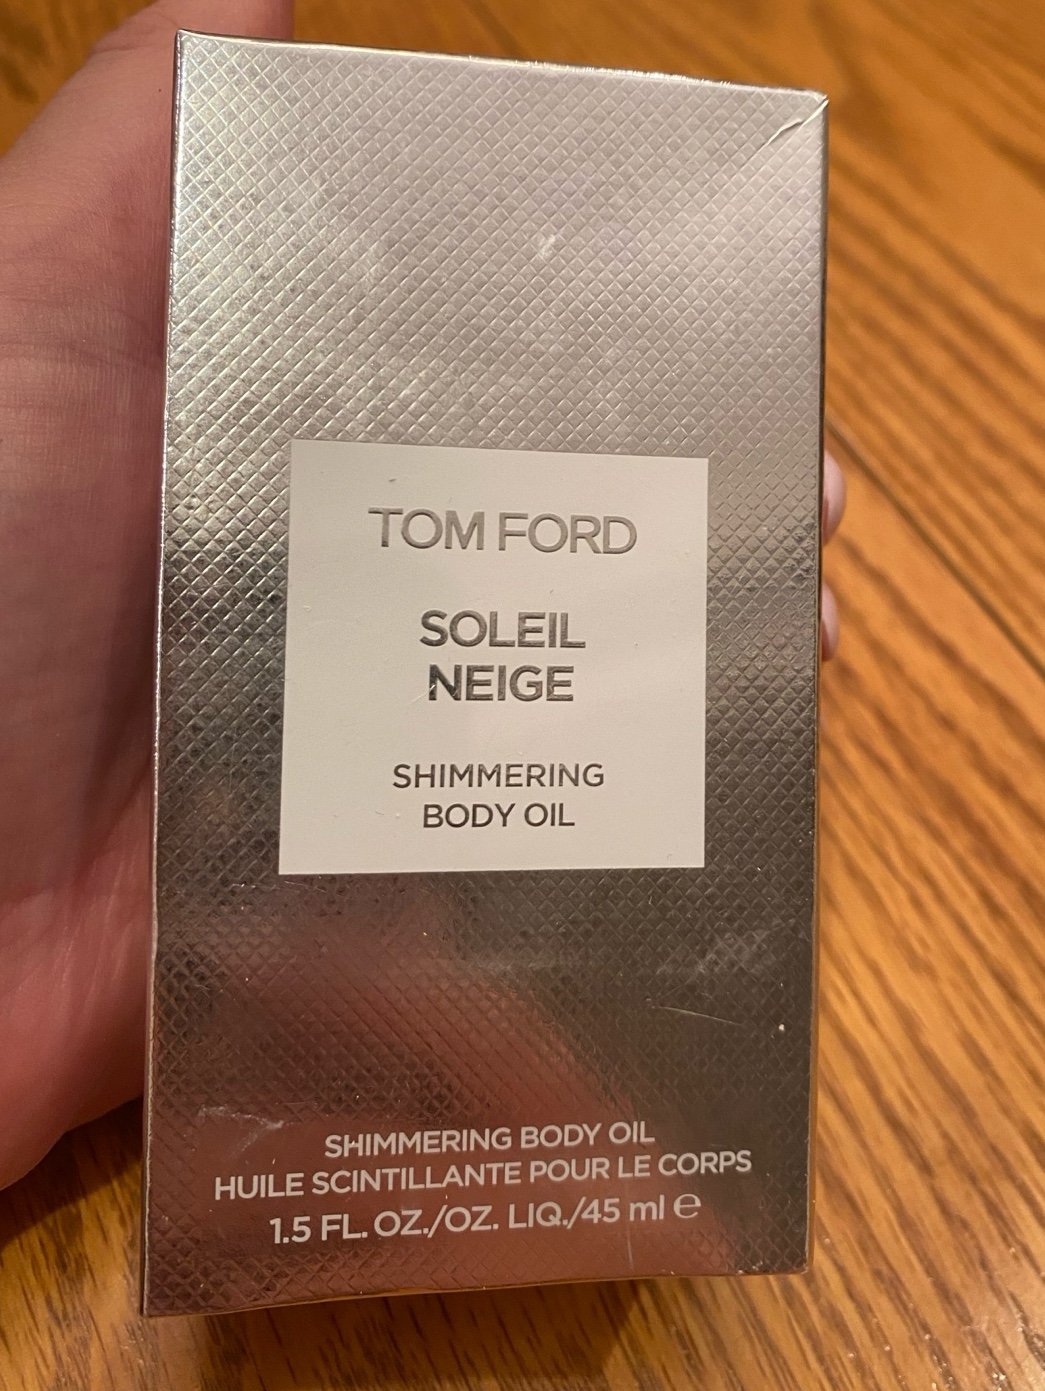 TOM FORD
SOLEIL
NEIGE
SHIMMERING
BODY OIL
SHIMMERING BODY OIL
HUILE SCINTILLANTE POUR LE CORPS
1.5 FL. OZ./OZ. LIQ./45 ml ℮